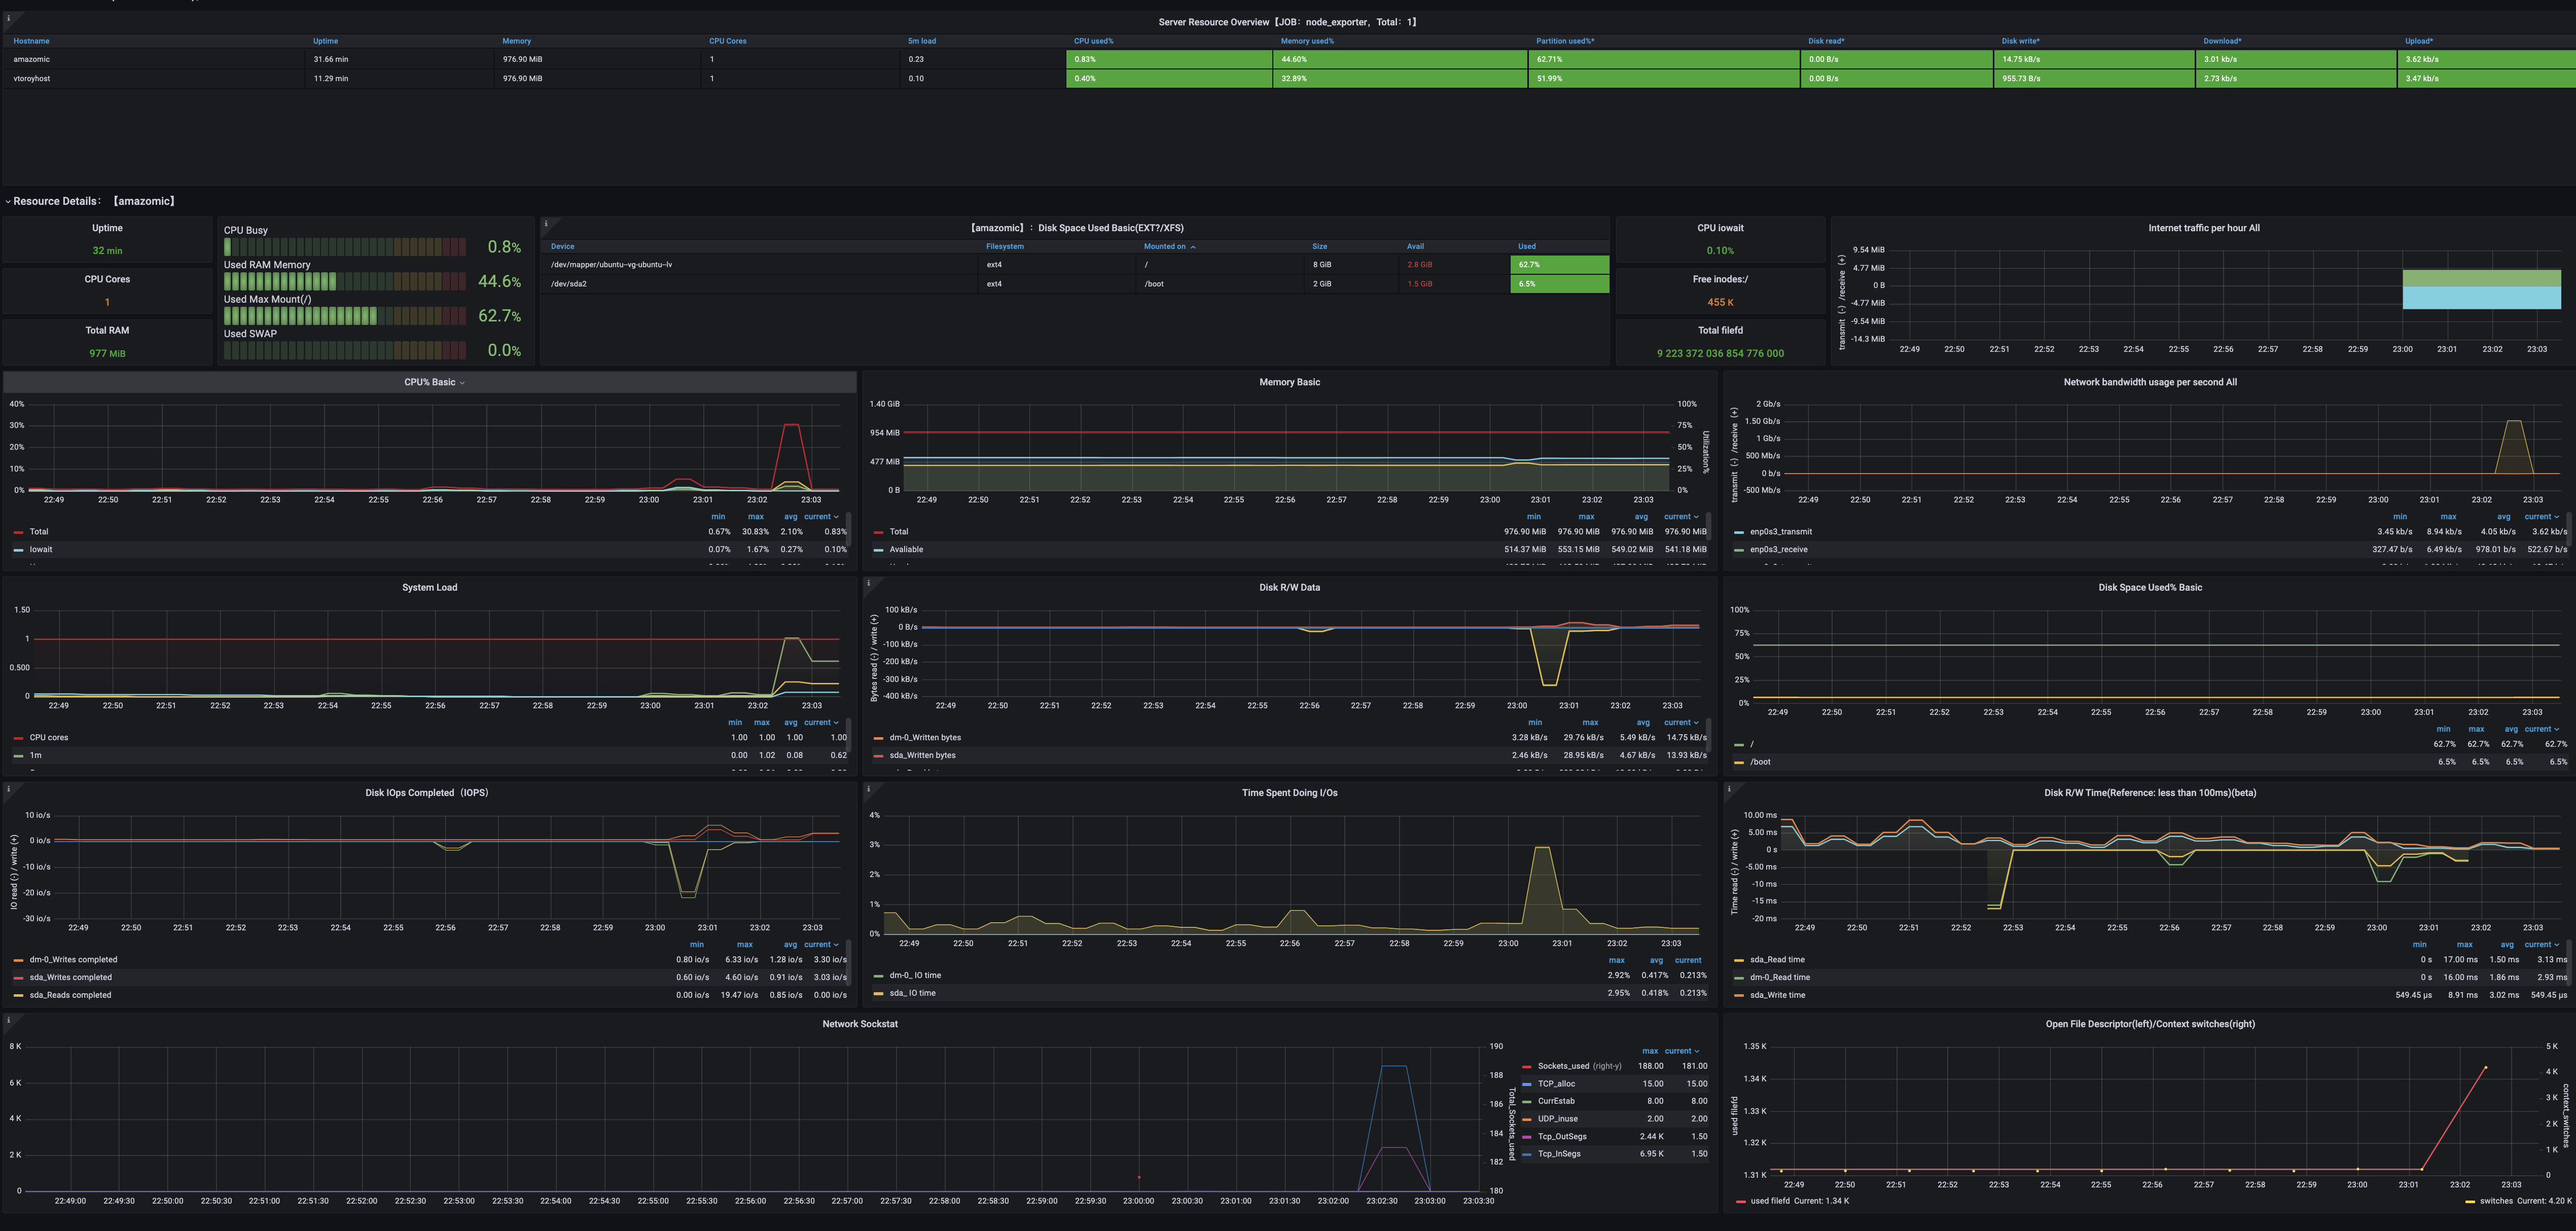 Server Resource Overview【JOB：node_exporter，Total：1】
Hostname Uptime Memory CPU Cores 5m load CPU used% Memory used% Partition used%* Disk read* Disk write* Download* Upload*
amazomic 31.66 min 976.90 MiB 1 0.23 0.83% 44.60% 62.71% 0.00 B/s 14.75 kB/s 3.01 kb/s 3.62 kb/s
vtoroyhost 11.29 min 976.90 MiB 1 0.10 0.40% 32.89% 51.99% 0.00 B/s 955.73 B/s 2.73 kb/s 3.47 kb/s
Resource Details：【amazomic】
Uptime
32 min
CPU Cores
1
Total RAM
977 MiB
CPU Busy
0.8%
Used RAM Memory
44.6%
Used Max Mount(/)
62.7%
Used SWAP
0.0%
【amazomic】：Disk Space Used Basic(EXT?/XFS)
Device Filesystem Mounted on Size Avail Used
/dev/mapper/ubuntu--vg-ubuntu--lv ext4 / 8 GiB 2.8 GiB 62.7%
/dev/sda2 ext4 /boot 2 GiB 1.5 GiB 6.5%
CPU iowait
0.10%
Free inodes:/
455 K
Total filefd
9 223 372 036 854 776 000
Internet traffic per hour All
transmit (-) /receive (+)
9.54 MiB
4.77 MiB
0 B
-4.77 MiB
-9.54 MiB
-14.3 MiB
22:49 22:50 22:51 22:52 22:53 22:54 22:55 22:56 22:57 22:58 22:59 23:00 23:01 23:02 23:03
CPU% Basic
40%
30%
20%
10%
0%
22:49 22:50 22:51 22:52 22:53 22:54 22:55 22:56 22:57 22:58 22:59 23:00 23:01 23:02 23:03
min max avg current
Total 0.67% 30.83% 2.10% 0.83%
Iowait 0.07% 1.67% 0.27% 0.10%
Memory Basic
1.40 GiB
954 MiB
477 MiB
0 B
100%
75%
50%
25%
0%
Utilization%
22:49 22:50 22:51 22:52 22:53 22:54 22:55 22:56 22:57 22:58 22:59 23:00 23:01 23:02 23:03
min max avg current
Total 976.90 MiB 976.90 MiB 976.90 MiB 976.90 MiB
Avaliable 514.37 MiB 553.15 MiB 549.02 MiB 541.18 MiB
Network bandwidth usage per second All
transmit (-) /receive (+)
2 Gb/s
1.50 Gb/s
1 Gb/s
500 Mb/s
0 b/s
-500 Mb/s
22:49 22:50 22:51 22:52 22:53 22:54 22:55 22:56 22:57 22:58 22:59 23:00 23:01 23:02 23:03
min max avg current
enp0s3_transmit 3.45 kb/s 8.94 kb/s 4.05 kb/s 3.62 kb/s
enp0s3_receive 327.47 b/s 6.49 kb/s 978.01 b/s 522.67 b/s
System Load
1.50
1
0.500
0
22:49 22:50 22:51 22:52 22:53 22:54 22:55 22:56 22:57 22:58 22:59 23:00 23:01 23:02 23:03
min max avg current
CPU cores 1.00 1.00 1.00 1.00
1m 0.00 1.02 0.08 0.62
Disk R/W Data
Bytes read (-) / write (+)
100 kB/s
0 B/s
-100 kB/s
-200 kB/s
-300 kB/s
-400 kB/s
22:49 22:50 22:51 22:52 22:53 22:54 22:55 22:56 22:57 22:58 22:59 23:00 23:01 23:02 23:03
min max avg current
dm-0_Written bytes 3.28 kB/s 29.76 kB/s 5.49 kB/s 14.75 kB/s
sda_Written bytes 2.46 kB/s 28.95 kB/s 4.67 kB/s 13.93 kB/s
Disk Space Used% Basic
100%
75%
50%
25%
0%
22:49 22:50 22:51 22:52 22:53 22:54 22:55 22:56 22:57 22:58 22:59 23:00 23:01 23:02 23:03
min max avg current
/ 62.7% 62.7% 62.7% 62.7%
/boot 6.5% 6.5% 6.5% 6.5%
Disk IOps Completed（IOPS）
IO read (-) / write (+)
10 io/s
0 io/s
-10 io/s
-20 io/s
-30 io/s
22:49 22:50 22:51 22:52 22:53 22:54 22:55 22:56 22:57 22:58 22:59 23:00 23:01 23:02 23:03
min max avg current
dm-0_Writes completed 0.80 io/s 6.33 io/s 1.28 io/s 3.30 io/s
sda_Writes completed 0.60 io/s 4.60 io/s 0.91 io/s 3.03 io/s
sda_Reads completed 0.00 io/s 19.47 io/s 0.85 io/s 0.00 io/s
Time Spent Doing I/Os
4%
3%
2%
1%
0%
22:49 22:50 22:51 22:52 22:53 22:54 22:55 22:56 22:57 22:58 22:59 23:00 23:01 23:02 23:03
max avg current
dm-0_ IO time 2.92% 0.417% 0.213%
sda_ IO time 2.95% 0.418% 0.213%
Disk R/W Time(Reference: less than 100ms)(beta)
Time read (-) / write (+)
10.00 ms
5.00 ms
0 s
-5.00 ms
-10 ms
-15 ms
-20 ms
22:49 22:50 22:51 22:52 22:53 22:54 22:55 22:56 22:57 22:58 22:59 23:00 23:01 23:02 23:03
min max avg current
sda_Read time 0 s 17.00 ms 1.50 ms 3.13 ms
dm-0_Read time 0 s 16.00 ms 1.86 ms 2.93 ms
sda_Write time 549.45 µs 8.91 ms 3.02 ms 549.45 µs
Network Sockstat
8 K
6 K
4 K
2 K
0
190
188
186
184
182
180
Total_Sockets_used
22:49:00 22:49:30 22:50:00 22:50:30 22:51:00 22:51:30 22:52:00 22:52:30 22:53:00 22:53:30 22:54:00 22:54:30 22:55:00 22:55:30 22:56:00 22:56:30 22:57:00 22:57:30 22:58:00 22:58:30 22:59:00 22:59:30 23:00:00 23:00:30 23:01:00 23:01:30 23:02:00 23:02:30 23:03:00 23:03:30
max current
Sockets_used (right-y) 188.00 181.00
TCP_alloc 15.00 15.00
CurrEstab 8.00 8.00
UDP_inuse 2.00 2.00
Tcp_OutSegs 2.44 K 1.50
Tcp_InSegs 6.95 K 1.50
Open File Descriptor(left)/Context switches(right)
used filefd
1.35 K
1.34 K
1.33 K
1.32 K
1.31 K
5 K
4 K
3 K
2 K
1 K
0
context_switches
22:49 22:50 22:51 22:52 22:53 22:54 22:55 22:56 22:57 22:58 22:59 23:00 23:01 23:02 23:03
used filefd Current: 1.34 K
switches Current: 4.20 K